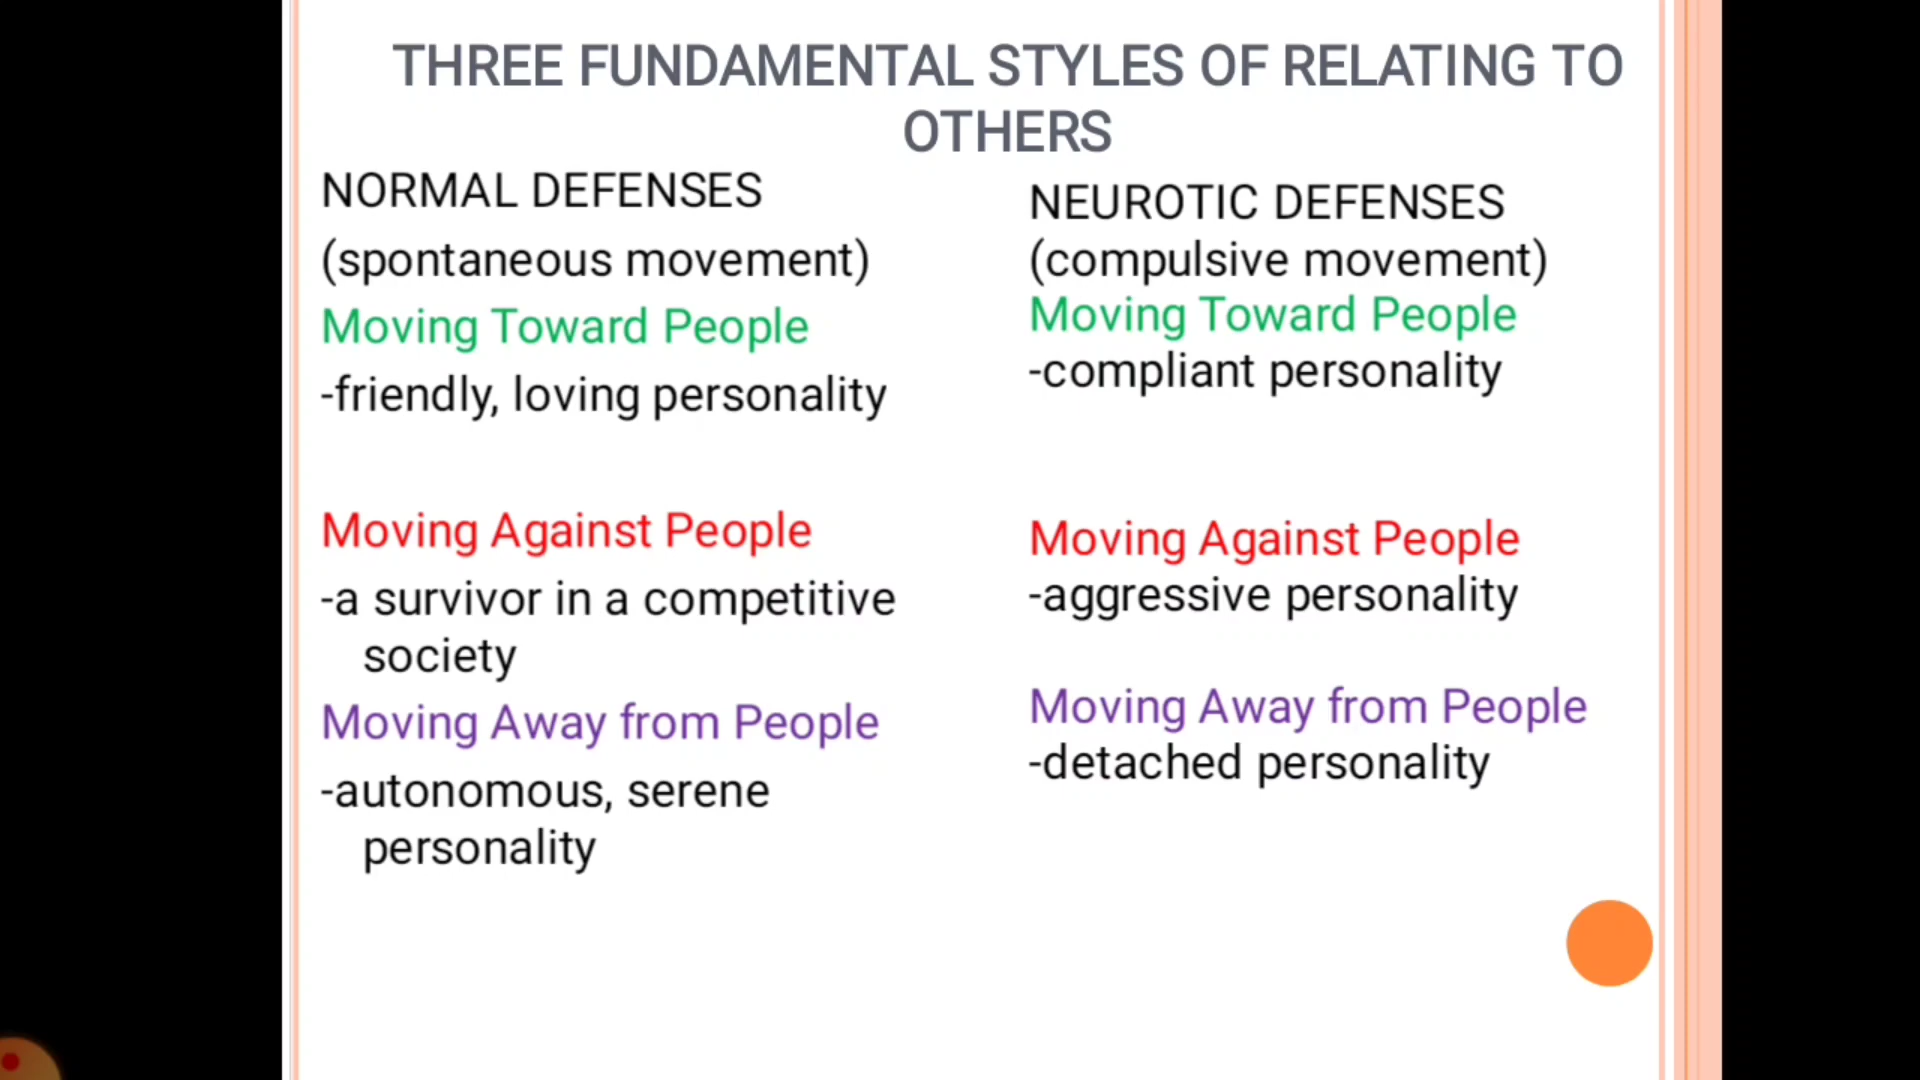 THREE FUNDAMENTAL STYLES OF RELATING TO
OTHERS
NORMAL DEFENSES
(spontaneous movement)
Moving Toward People
-friendly, loving personality
Moving Against People
-a survivor in a competitive
society
Moving Away from People
-autonomous, serene
personality
NEUROTIC DEFENSES
(compulsive movement)
Moving Toward People
-compliant personality
Moving Against People
-aggressive personality
Moving Away from People
-detached personality